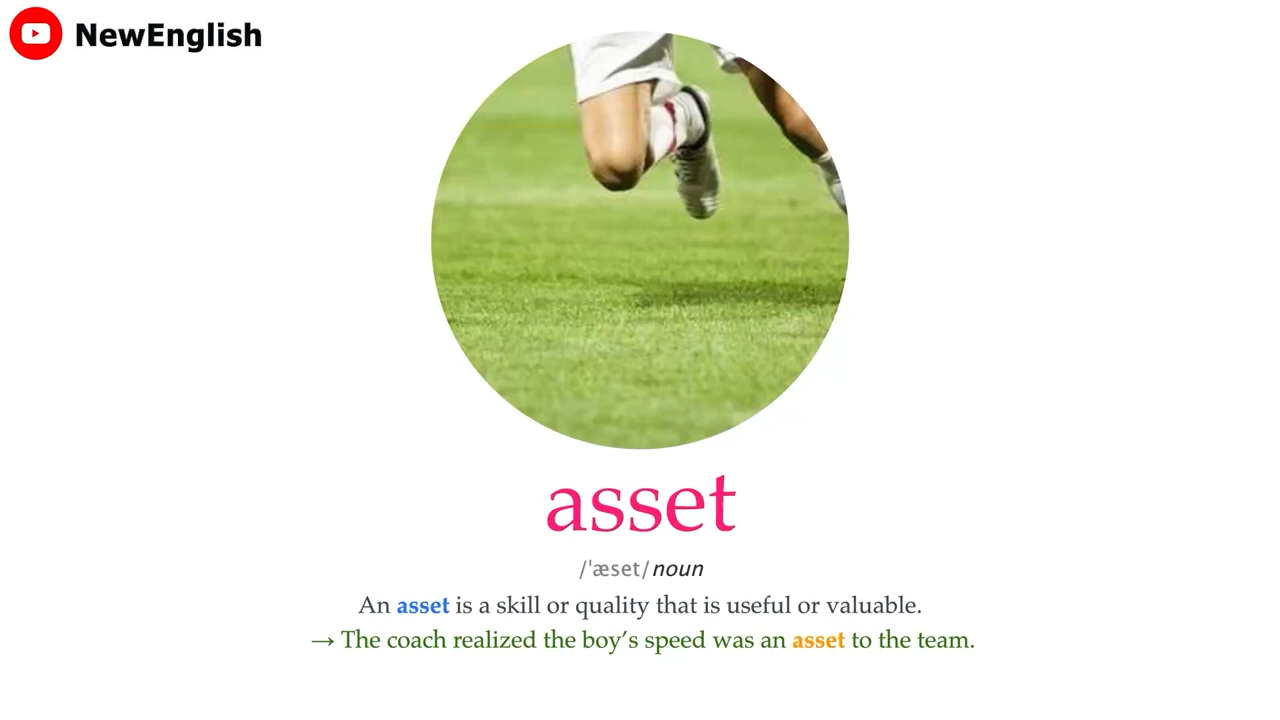 NewEnglish
asset
/ˈæset/ noun
An asset is a skill or quality that is useful or valuable.
→ The coach realized the boy’s speed was an asset to the team.